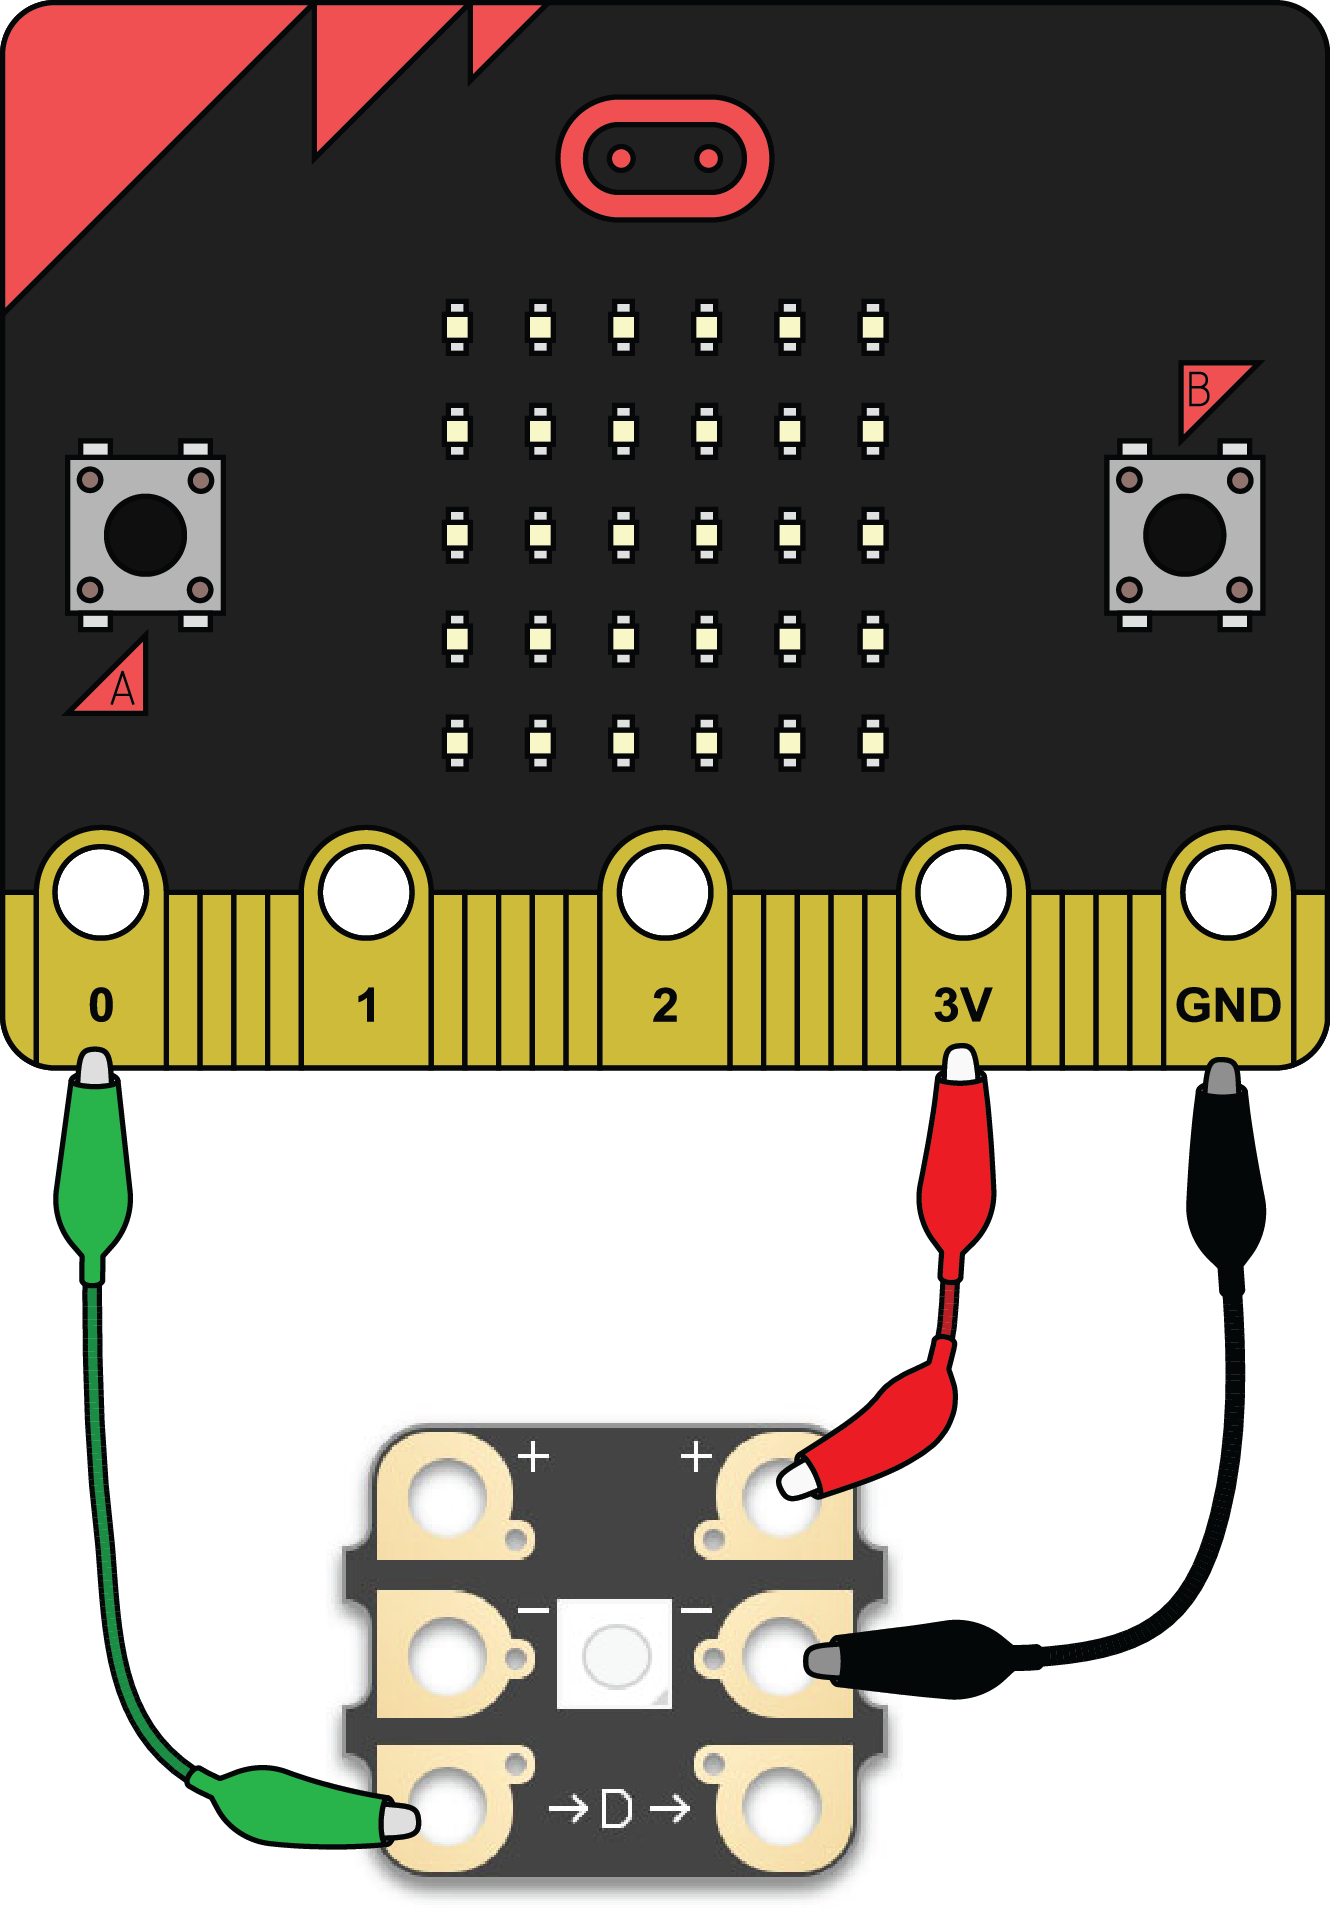 B
A
0 1 2 3V GND
+ +
− −
→D→